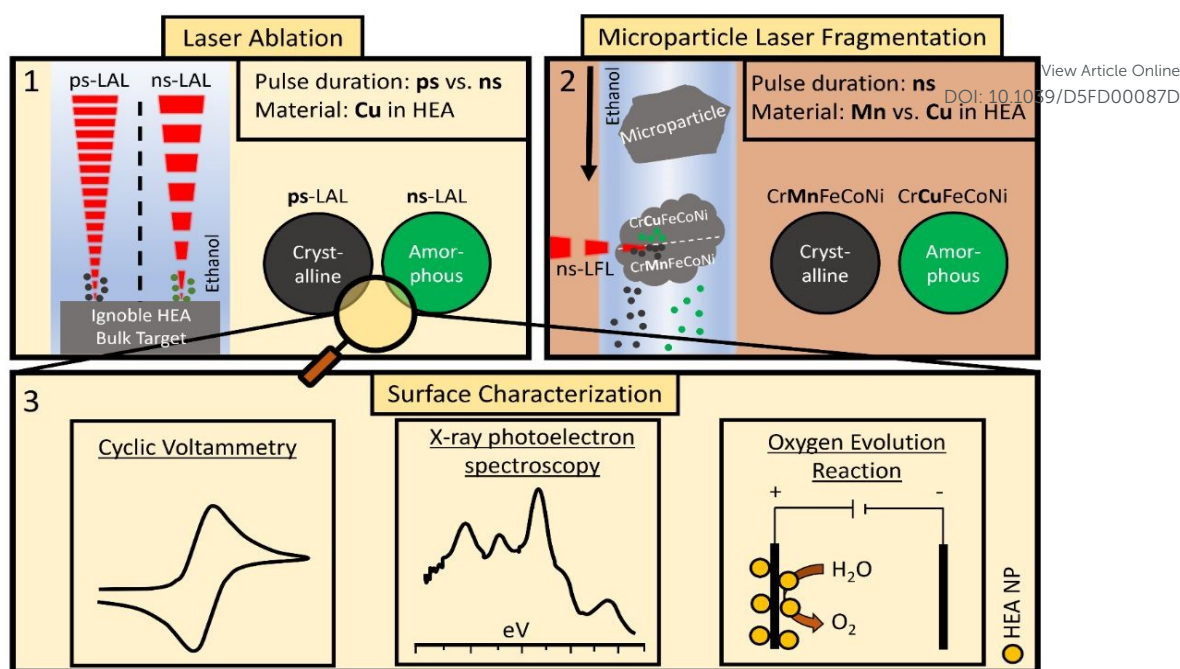 Laser Ablation
1
ps-LAL
ns-LAL
Pulse duration: ps vs. ns
Material: Cu in HEA
ps-LAL
ns-LAL
Cryst-
alline
Amor-
phous
Ethanol
Ignoble HEA
Bulk Target
Microparticle Laser Fragmentation
2
Ethanol
Microparticle
Pulse duration: ns
Material: Mn vs. Cu in HEA
View Article Online
DOI: 10.1039/D5FD00087D
CrCuFeCoNi
CrMnFeCoNi
ns-LFL
CrMnFeCoNi
CrCuFeCoNi
Cryst-
alline
Amor-
phous
3
Surface Characterization
Cyclic Voltammetry
X-ray photoelectron
spectroscopy
eV
Oxygen Evolution
Reaction
+
-
H2O
O2
HEA NP